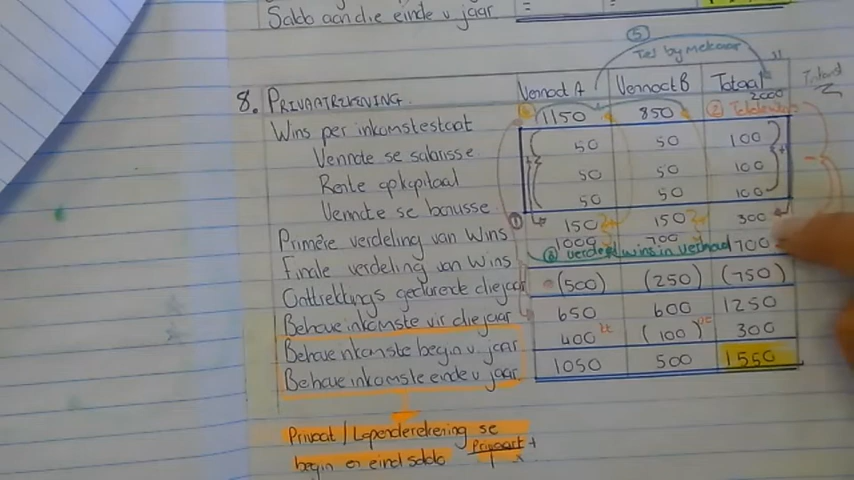 Saldo aan die einde v jaar = =
5
Tel by mekaar
8. PRIVAATREKENING. Vennoot A Vennoot B Totaal
Wins per inkomstestaat 1150 850 2000
Vennote se salarisse 50 50 100
Rente op kapitaal 50 50 100
Vennote se bonusse 50 50 100
Primêre verdeling van Wins 150 150 300
Finale verdeling van Wins 1000 700 1700
verdeel wins in verhoud
Onttrekkings gedurende die jaar (500) (250) (750)
Behoue inkomste vir die jaar 650 600 1250
Behoue inkomste begin v jaar 400 kt (100) 300
Behoue inkomste einde v jaar 1050 500 1550
Privaat / Lopenderekening se
begin en eind saldo Privaat +